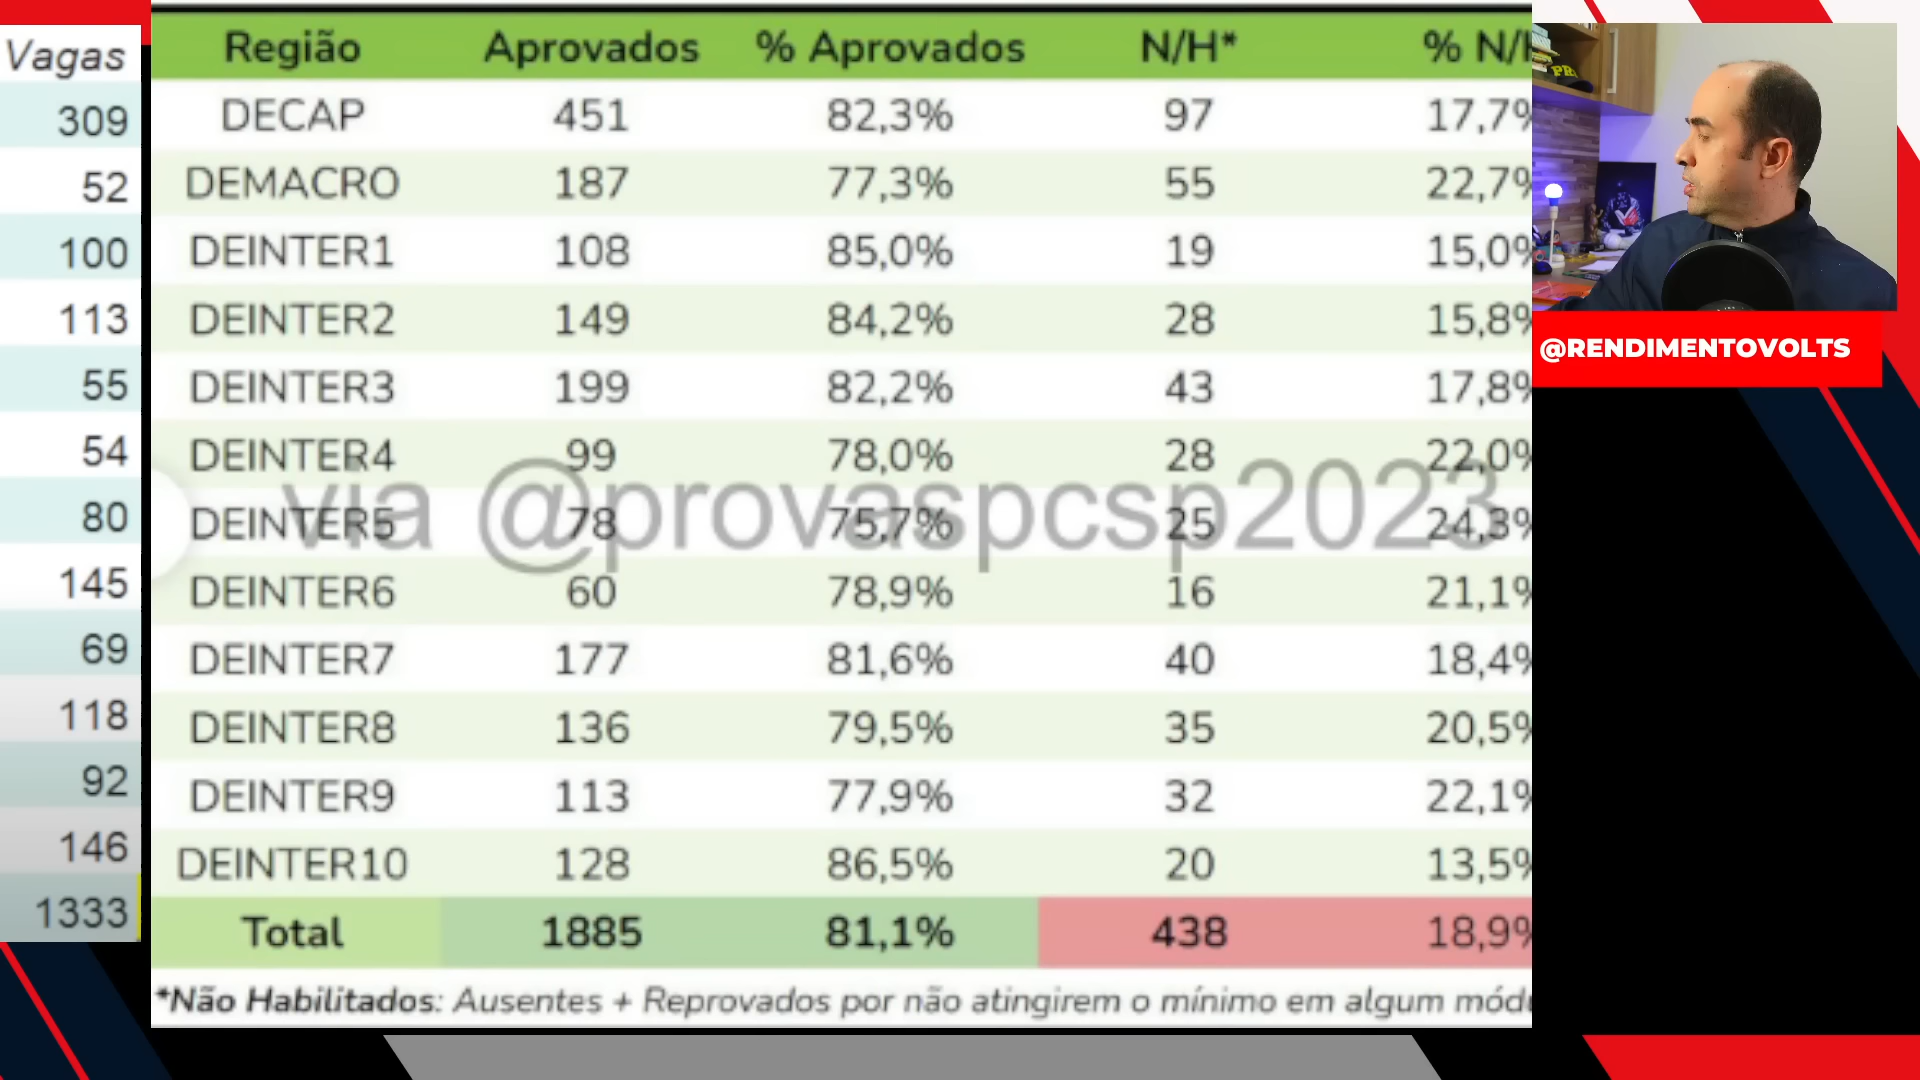 Vagas Região Aprovados % Aprovados N/H* % N/
309 DECAP 451 82,3% 97 17,7%
52 DEMACRO 187 77,3% 55 22,7%
100 DEINTER1 108 85,0% 19 15,0%
113 DEINTER2 149 84,2% 28 15,8%
55 DEINTER3 199 82,2% 43 17,8%
54 DEINTER4 99 78,0% 28 22,0%
via @provaspcsp2023
80 DEINTER5 78 75,7% 25 24,3%
145 DEINTER6 60 78,9% 16 21,1%
69 DEINTER7 177 81,6% 40 18,4%
118 DEINTER8 136 79,5% 35 20,5%
92 DEINTER9 113 77,9% 32 22,1%
146 DEINTER10 128 86,5% 20 13,5%
1333 Total 1885 81,1% 438 18,9%
*Não Habilitados: Ausentes + Reprovados por não atingirem o mínimo em algum
PR
@RENDIMENTOVOLTS